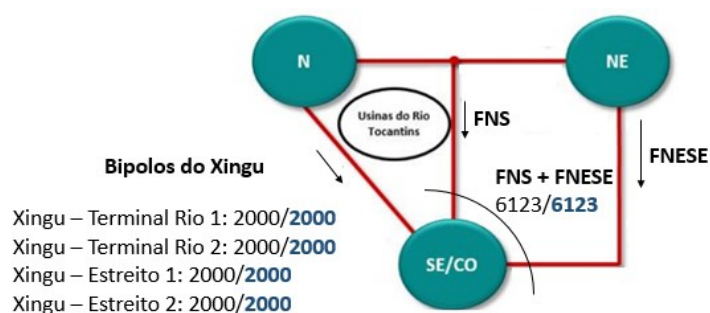 N
NE
Usinas do Rio
Tocantins
FNS
FNESE
Bipolos do Xingu
FNS + FNESE
6123/6123
Xingu – Terminal Rio 1: 2000/2000
Xingu – Terminal Rio 2: 2000/2000
Xingu – Estreito 1: 2000/2000
Xingu – Estreito 2: 2000/2000
SE/CO